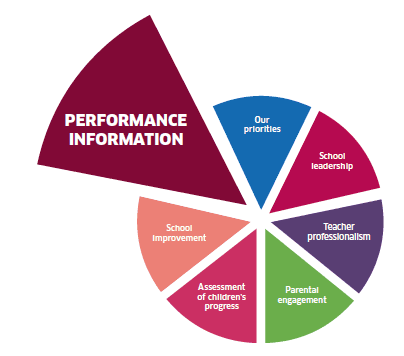 PERFORMANCE
INFORMATION
Our
priorities
School
leadership
Teacher
professionalism
Parental
engagement
Assessment
of children's
progress
School
improvement